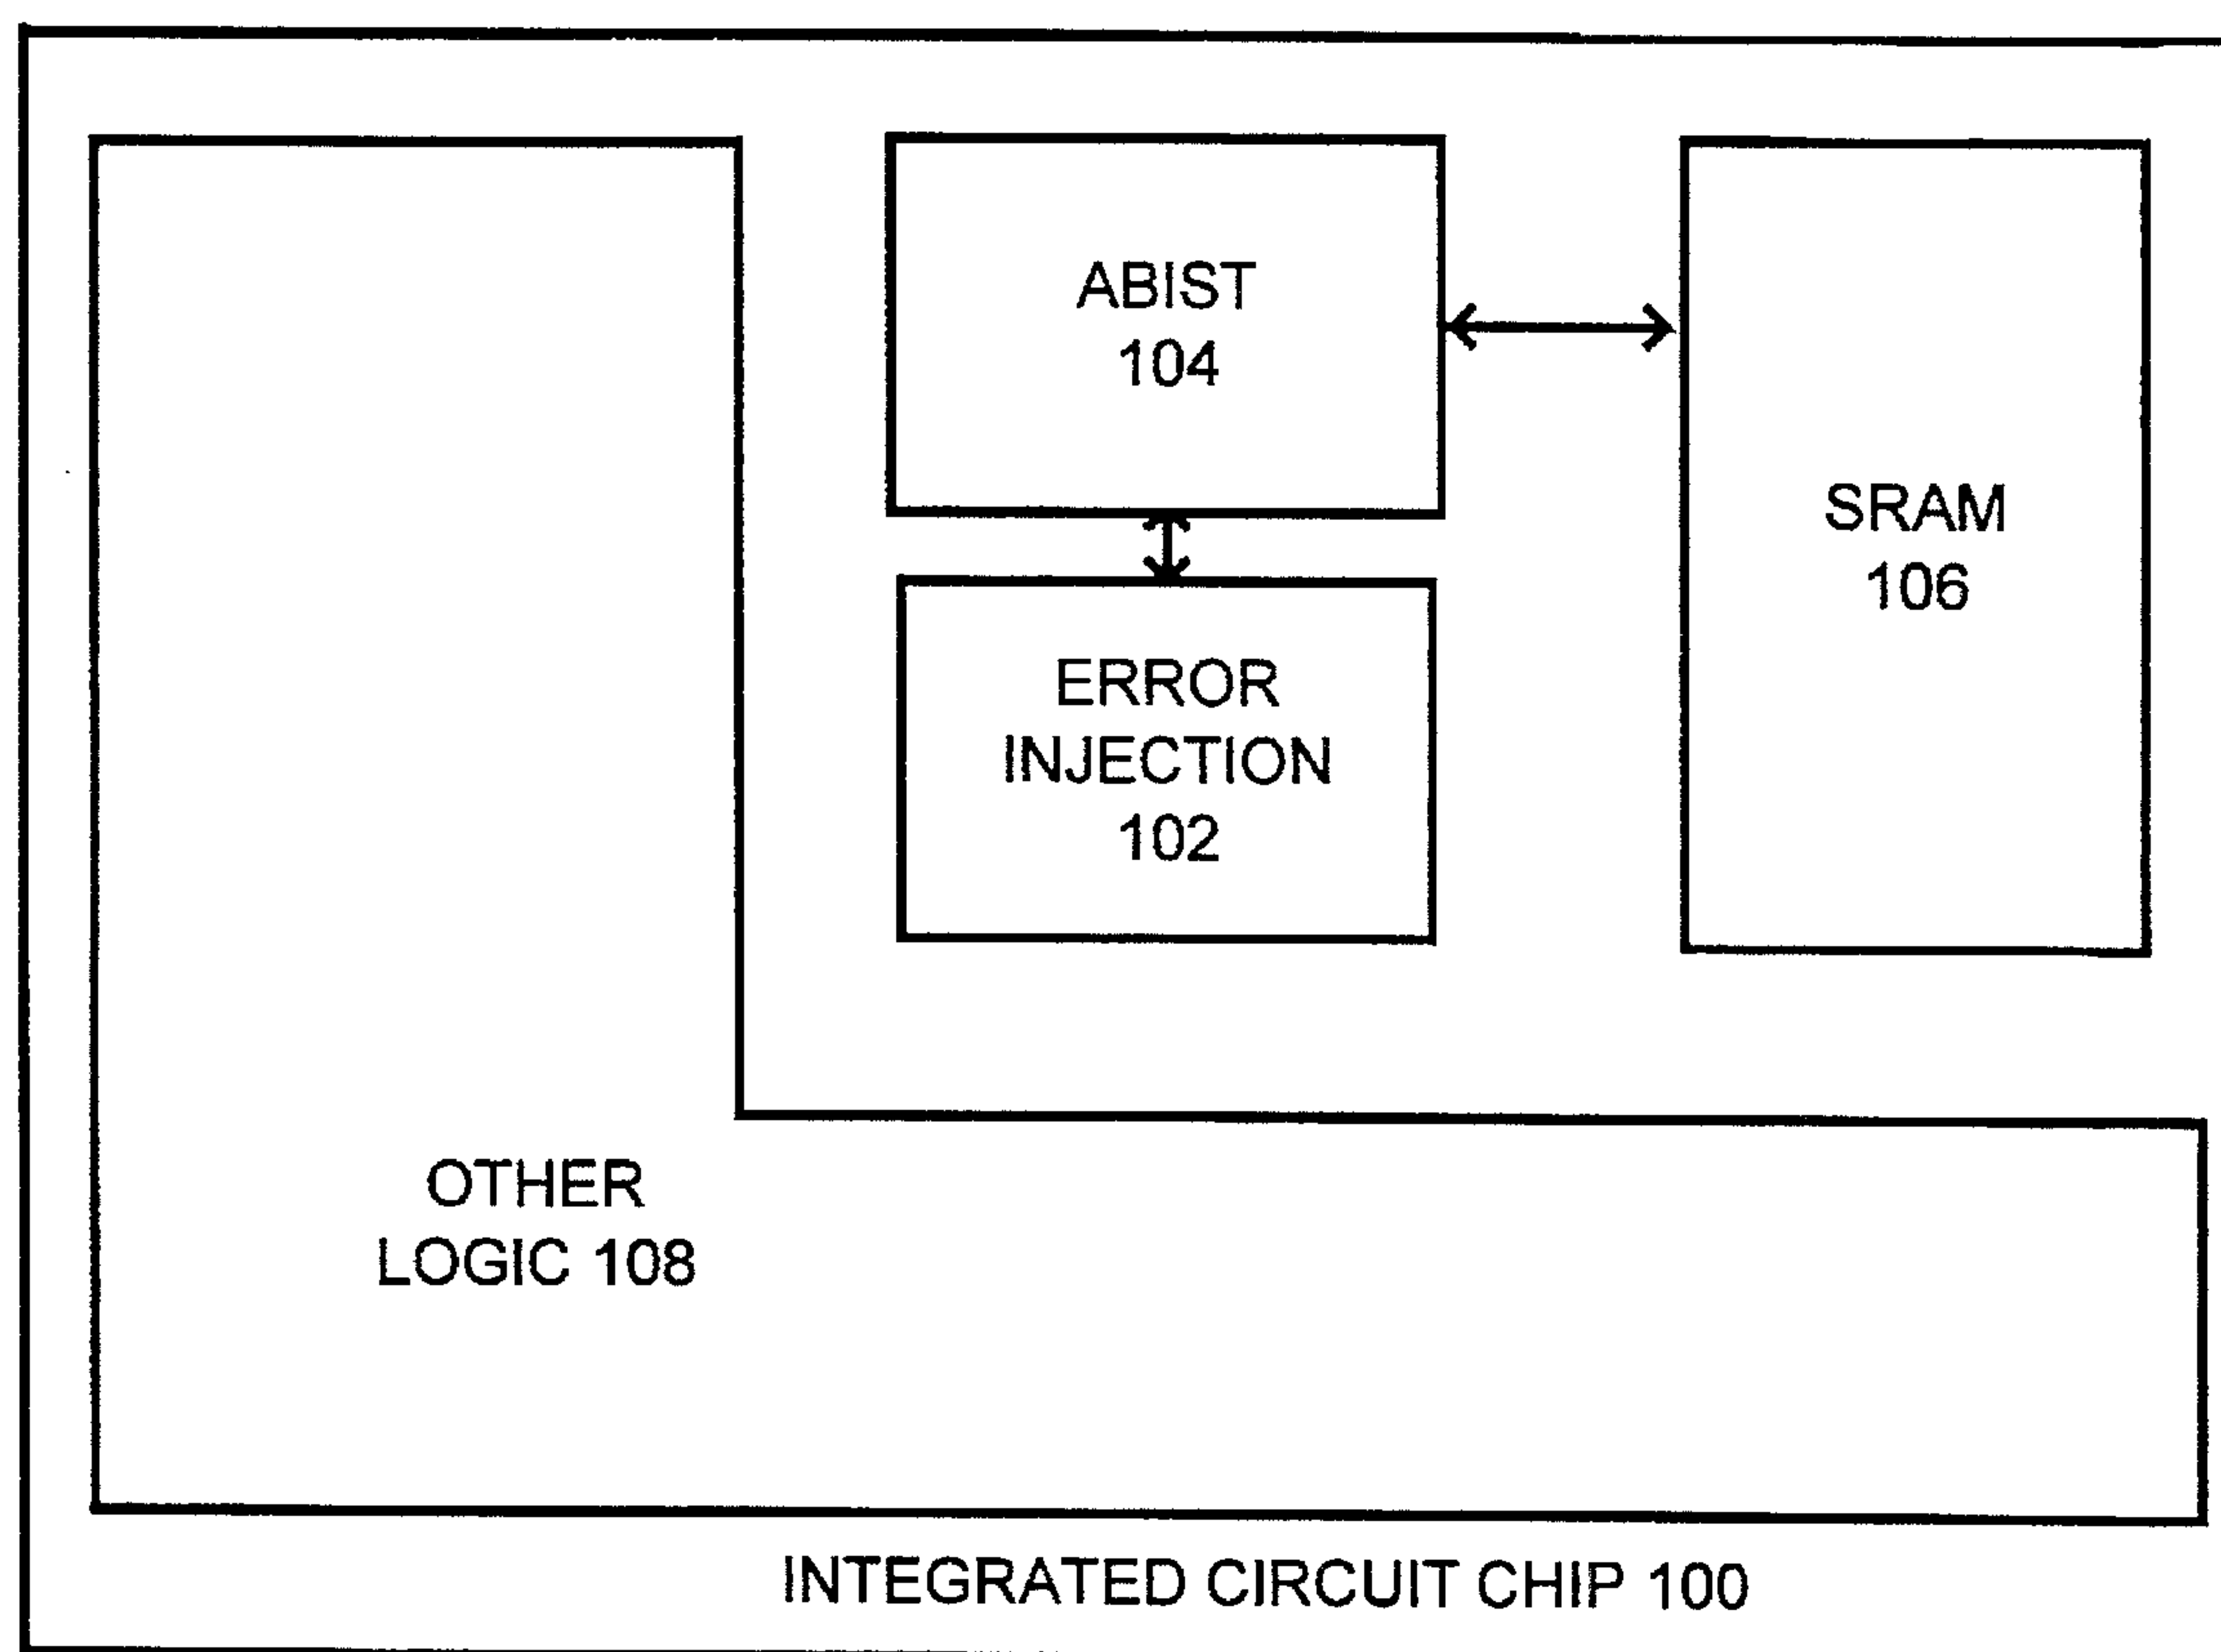 ABIST
104
SRAM
106
ERROR
INJECTION
102
OTHER
LOGIC 108
INTEGRATED CIRCUIT CHIP 100